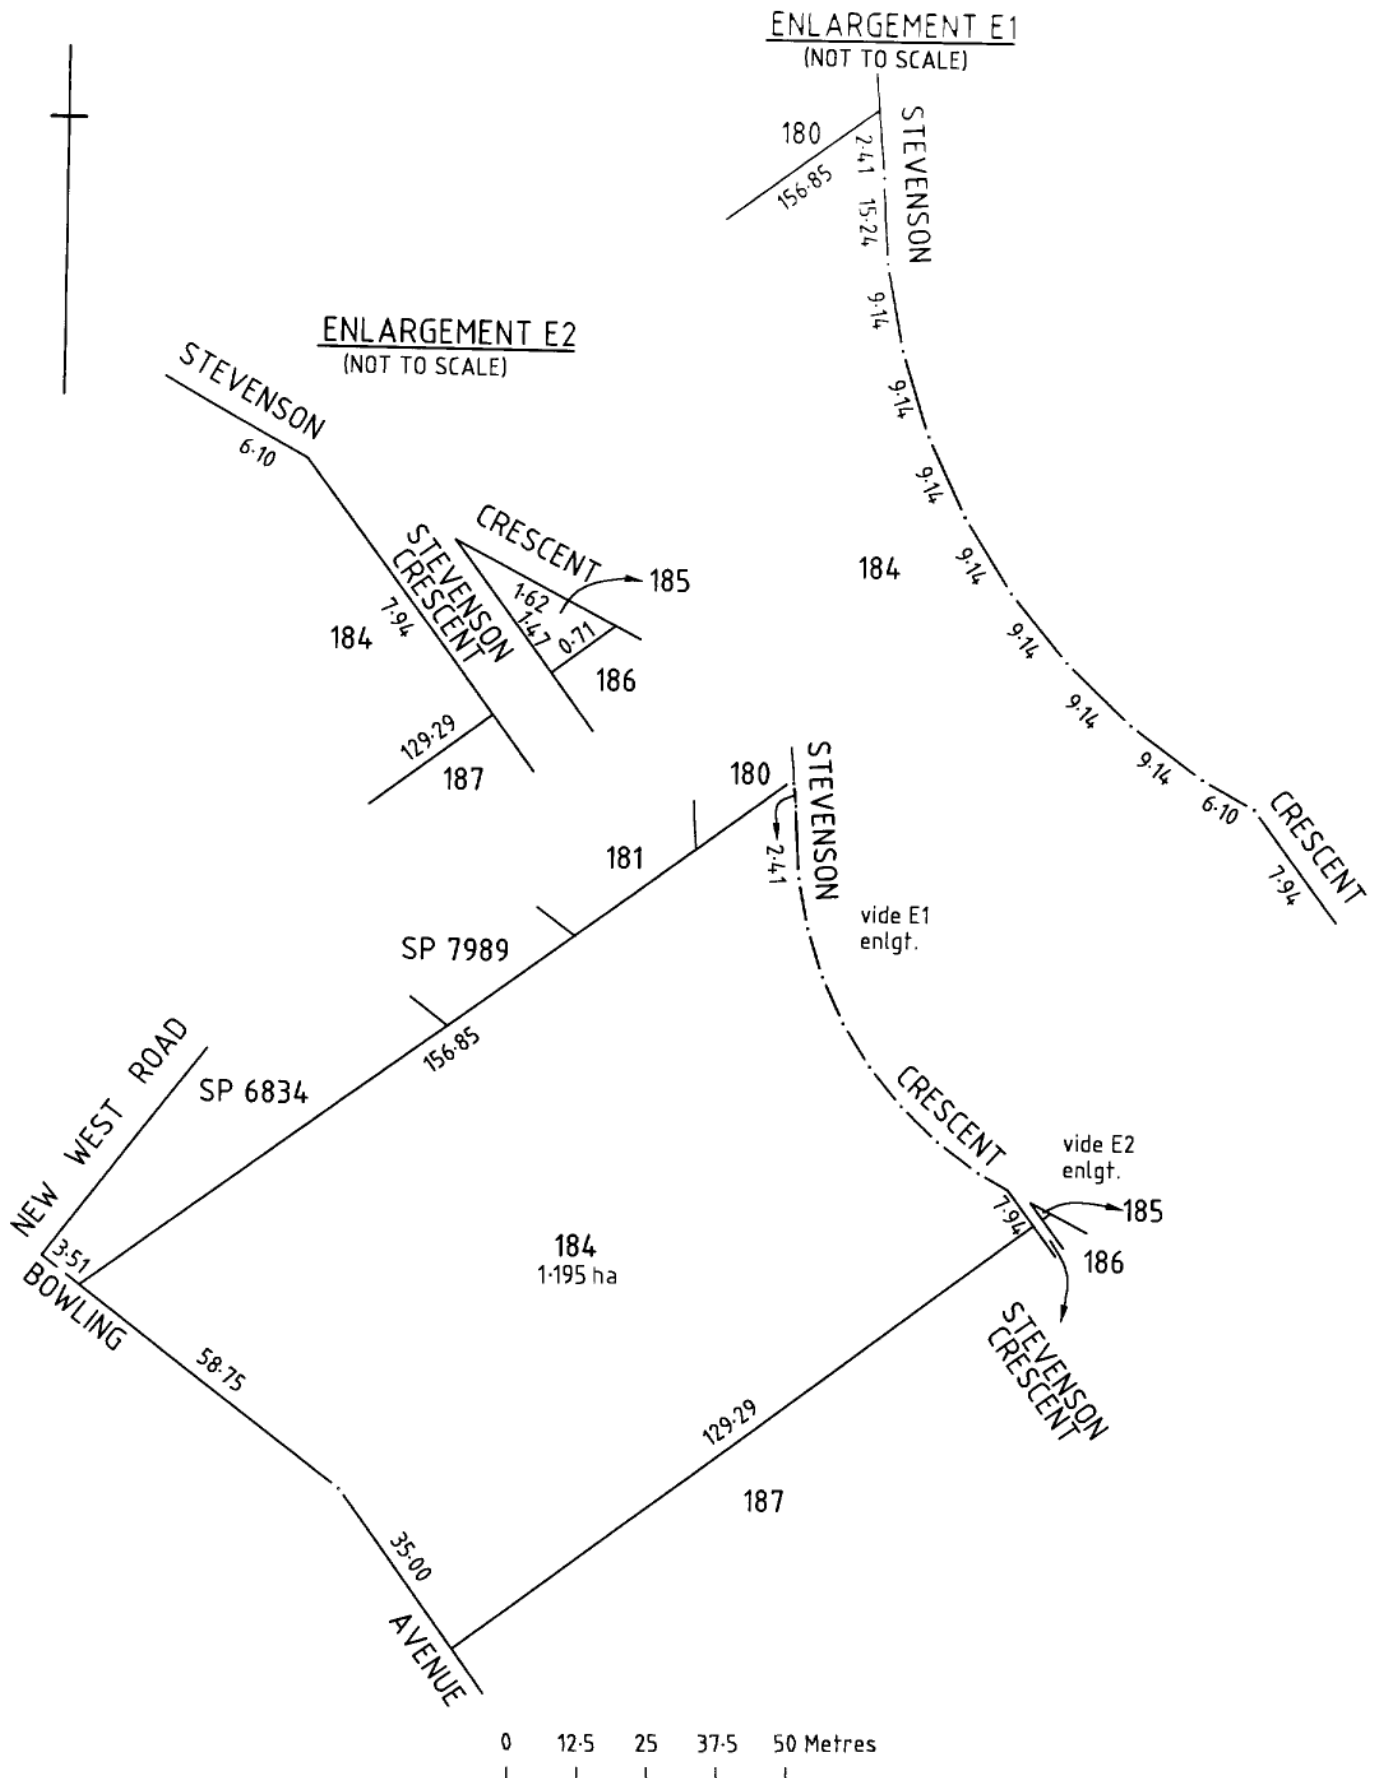 ENLARGEMENT E1
(NOT TO SCALE)
STEVENSON
180
156·85
2·41
15·24
9·14
9·14
9·14
9·14
9·14
9·14
9·14
6·10
184
CRESCENT
7·94
ENLARGEMENT E2
(NOT TO SCALE)
STEVENSON
6·10
CRESCENT
STEVENSON
CRESCENT
185
1·62
1·47
0·71
7·94
184
186
129·29
187
180
STEVENSON
2·41
181
vide E1
enlgt.
SP 7989
156·85
NEW WEST ROAD
SP 6834
CRESCENT
vide E2
enlgt.
185
7·94
186
3·51
BOWLING
184
1·195 ha
STEVENSON
CRESCENT
58·75
129·29
187
35·00
AVENUE
0 12·5 25 37·5 50 Metres